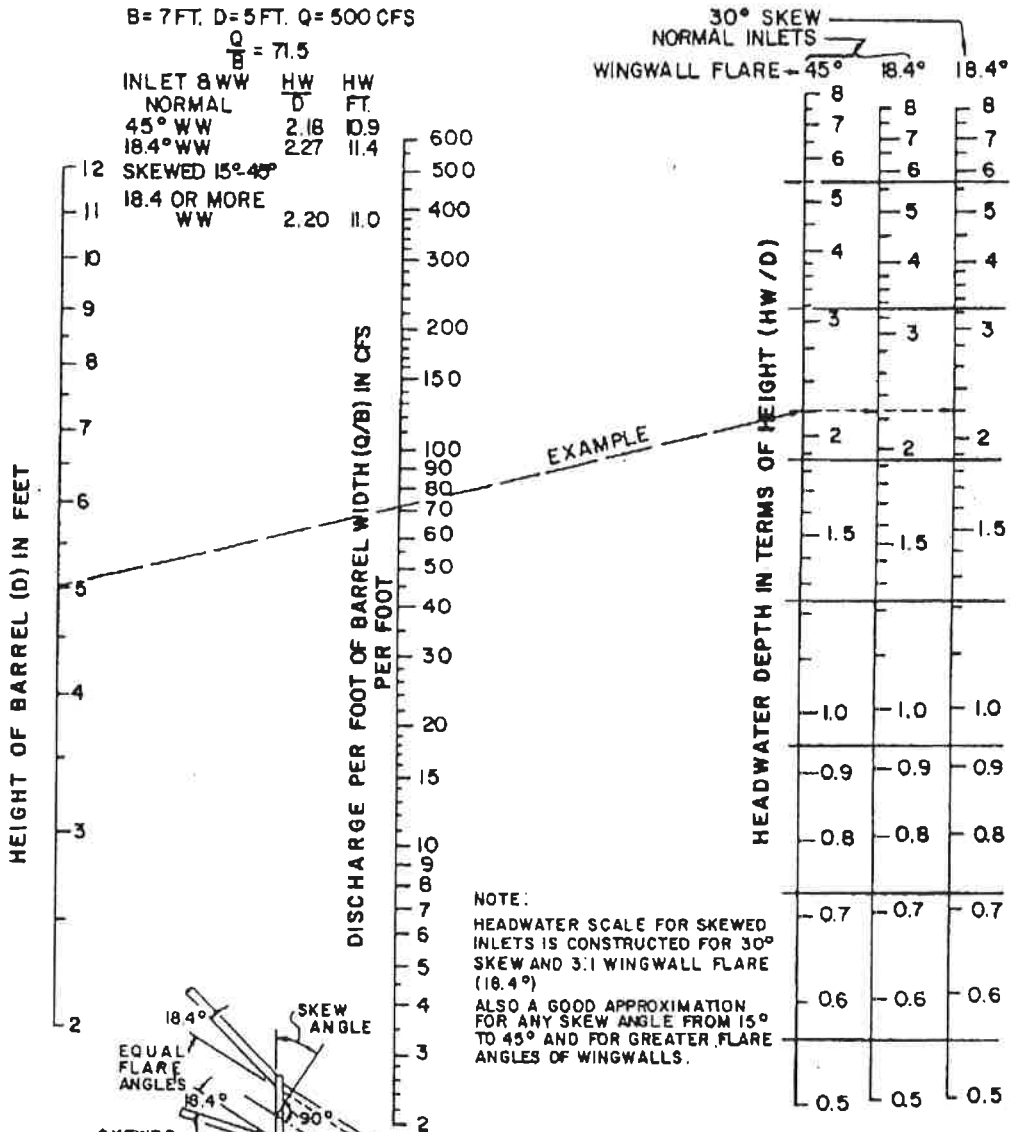 B=7FT. D=5FT. Q=500 CFS
Q
B = 71.5
INLET & WW HW HW
NORMAL D FT.
45° WW 2.18 10.9
18.4° WW 2.27 11.4
SKEWED 15°-45°
18.4 OR MORE
WW 2.20 11.0
30° SKEW
NORMAL INLETS
WINGWALL FLARE 45° 18.4° 18.4°
HEIGHT OF BARREL (D) IN FEET
12
11
10
9
8
7
6
5
4
3
2
DISCHARGE PER FOOT OF BARREL WIDTH (Q/B) IN CFS
PER FOOT
600
500
400
300
200
150
100
90
80
70
60
50
40
30
20
15
10
9
8
7
6
5
4
3
2
EXAMPLE
HEADWATER DEPTH IN TERMS OF HEIGHT (HW/D)
8 8 8
7 7 7
6 6 6
5 5 5
4 4 4
3 3 3
2 2 2
1.5 1.5 1.5
1.0 1.0 1.0
0.9 0.9 0.9
0.8 0.8 0.8
0.7 0.7 0.7
0.6 0.6 0.6
0.5 0.5 0.5
NOTE:
HEADWATER SCALE FOR SKEWED
INLETS IS CONSTRUCTED FOR 30°
SKEW AND 3:1 WINGWALL FLARE
(18.4°)
ALSO A GOOD APPROXIMATION
FOR ANY SKEW ANGLE FROM 15°
TO 45° AND FOR GREATER FLARE
ANGLES OF WINGWALLS.
18.4°
SKEW
ANGLE
EQUAL
FLARE
ANGLES
18.4°
90°